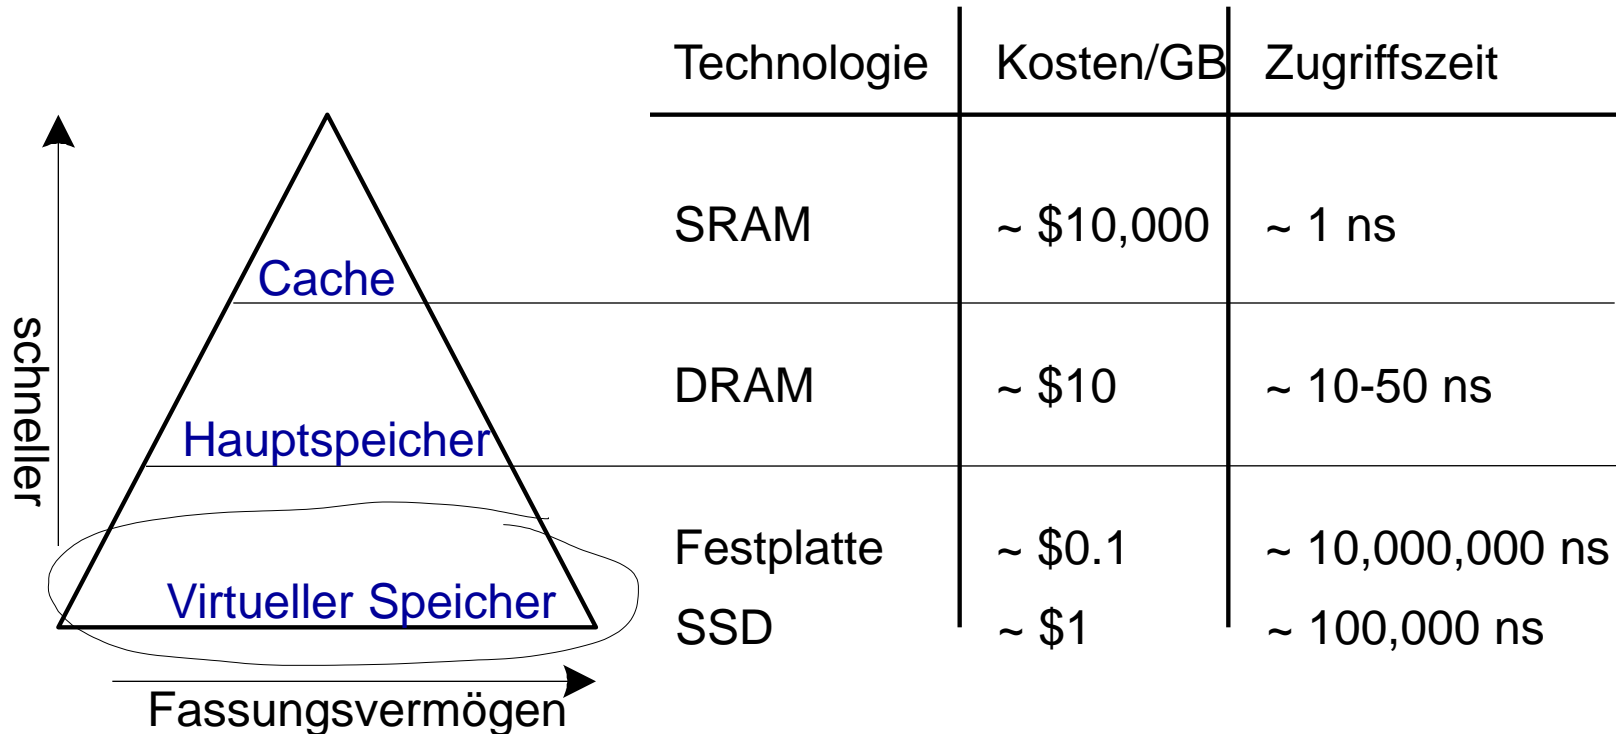 Technologie Kosten/GB Zugriffszeit
SRAM ~ $10,000 ~ 1 ns
Cache
DRAM ~ $10 ~ 10-50 ns
Hauptspeicher
schneller
Festplatte ~ $0.1 ~ 10,000,000 ns
Virtueller Speicher
SSD ~ $1 ~ 100,000 ns
Fassungsvermögen